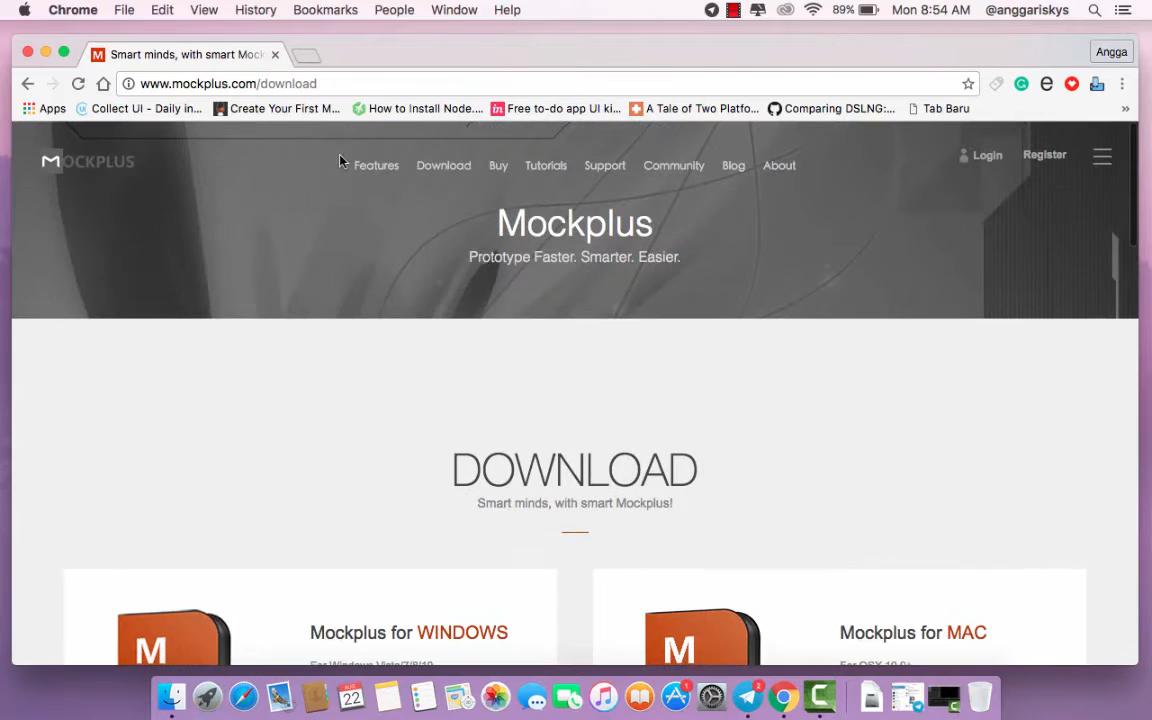 Chrome File Edit View History Bookmarks People Window Help 89% Mon 8:54 AM @anggariskys
Smart minds, with smart Mock Angga
www.mockplus.com/download
Apps Collect UI - Daily in... Create Your First M... How to Install Node.... Free to-do app UI ki... A Tale of Two Platfo... Comparing DSLNG:... Tab Baru »
MOCKPLUS Features Download Buy Tutorials Support Community Blog About Login Register
Mockplus
Prototype Faster. Smarter. Easier.
DOWNLOAD
Smart minds, with smart Mockplus!
Mockplus for WINDOWS
M
For Windows Vista/7/8/10
Mockplus for MAC
M
AUG
22
1
2